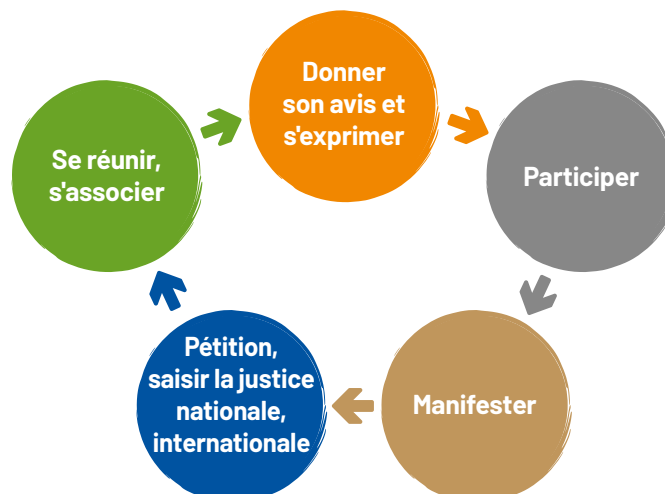 Donner
son avis et
s'exprimer
Participer
Manifester
Pétition,
saisir la justice
nationale,
internationale
Se réunir,
s'associer